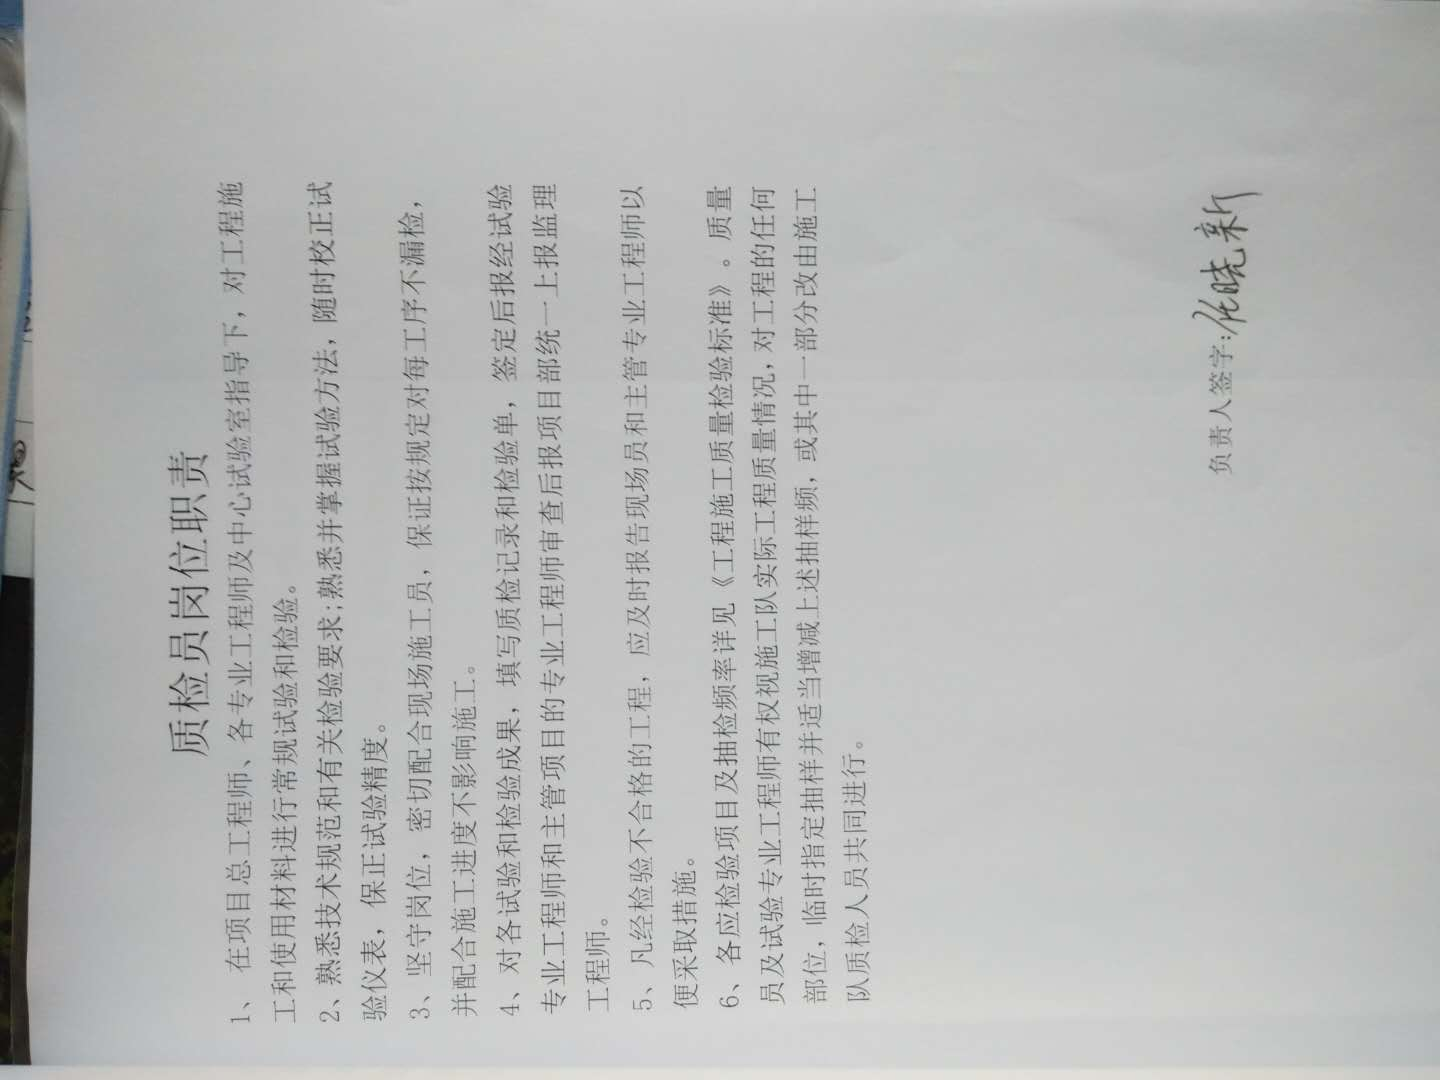 质检员岗位职责
1、在项目总工程师、各专业工程师及中心试验室指导下，对工程施
工和使用材料进行常规试验和检验。
2、熟悉技术规范和有关检验要求;熟悉并掌握试验方法，随时校正试
验仪表，保正试验精度。
3、坚守岗位，密切配合现场施工员，保证按规定对每工序不漏检，
并配合施工进度不影响施工。
4、对各试验和检验成果，填写质检记录和检验单，签定后报经试验
专业工程师和主管项目的专业工程师审查后报项目部统一上报监理
工程师。
5、凡经检验不合格的工程，应及时报告现场员和主管专业工程师以
便采取措施。
6、各应检验项目及抽检频率详见《工程施工质量检验标准》。质量
员及试验专业工程师有权视施工队实际工程质量情况，对工程的任何
部位，临时指定抽样并适当增减上述抽样频，或其中一部分改由施工
队质检人员共同进行。
负责人签字:任晓新